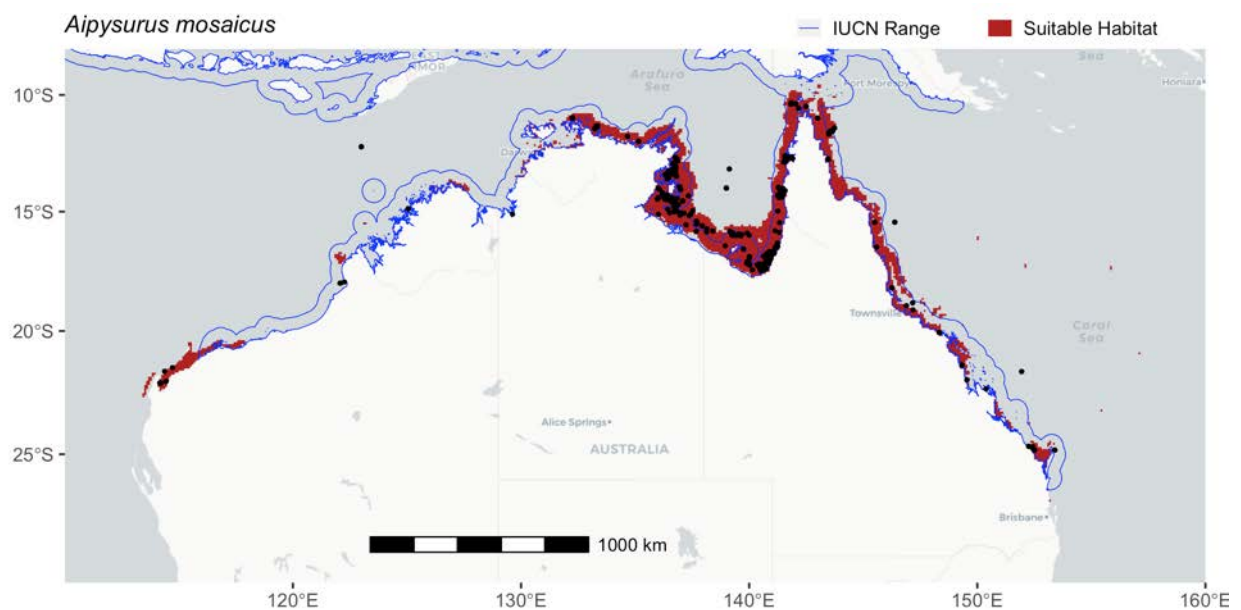 Aipysurus mosaicus
IUCN Range
Suitable Habitat
10°S
15°S
20°S
25°S
Arafura
Sea
Port Moresby
Honiara
Sea
Townsville
Coral
Sea
Alice Springs
AUSTRALIA
Brisbane
1000 km
120°E
130°E
140°E
150°E
160°E